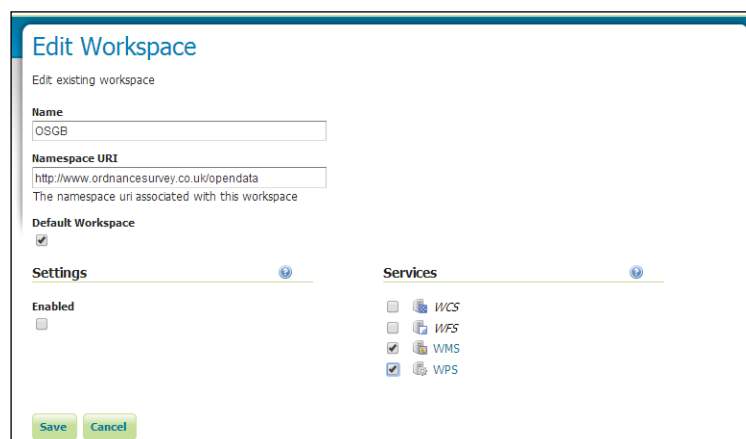 Edit Workspace
Edit existing workspace
Name
OSGB
Namespace URI
http://www.ordnancesurvey.co.uk/opendata
The namespace uri associated with this workspace
Default Workspace
Settings
Services
Enabled
WCS
WFS
WMS
WPS
Save Cancel